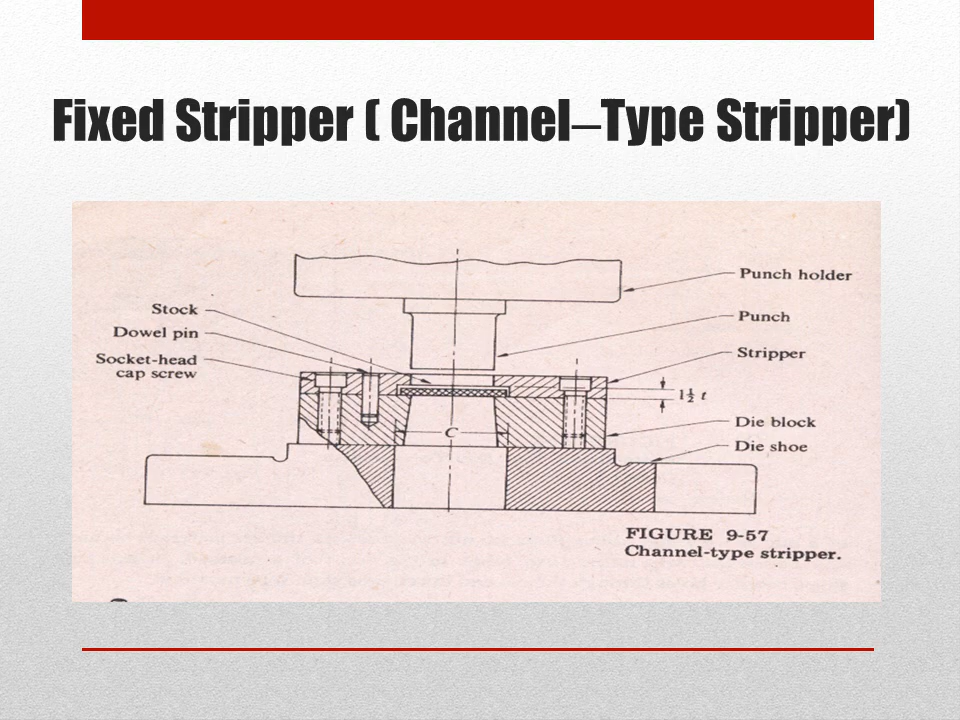 Fixed Stripper ( Channel–Type Stripper)
Punch holder
Stock
Punch
Dowel pin
Stripper
Socket-head
cap screw
1½ t
Die block
C
Die shoe
FIGURE 9-57
Channel-type stripper.